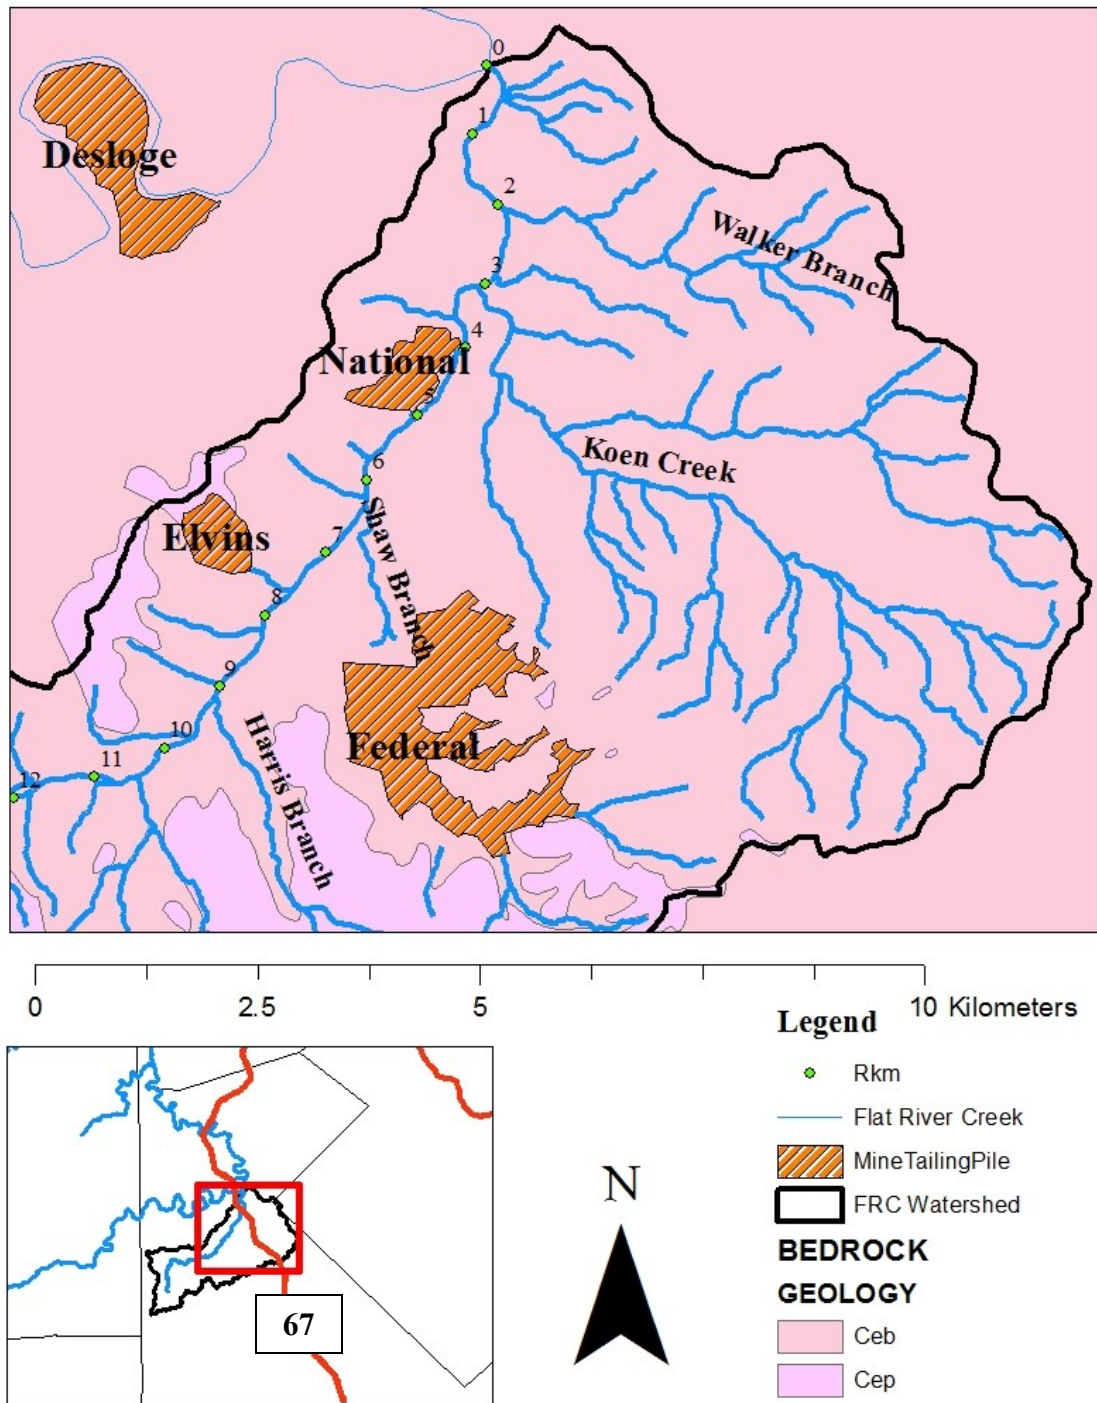 0
1
Desloge
2
Walker Branch
3
4
National
5
Koen Creek
6
Elvins
7
Shaw Branch
8
9
Harris Branch
10
Federal
11
12
0
2.5
5
10 Kilometers
Legend
Rkm
Flat River Creek
MineTailingPile
FRC Watershed
BEDROCK
GEOLOGY
Ceb
Cep
N
67